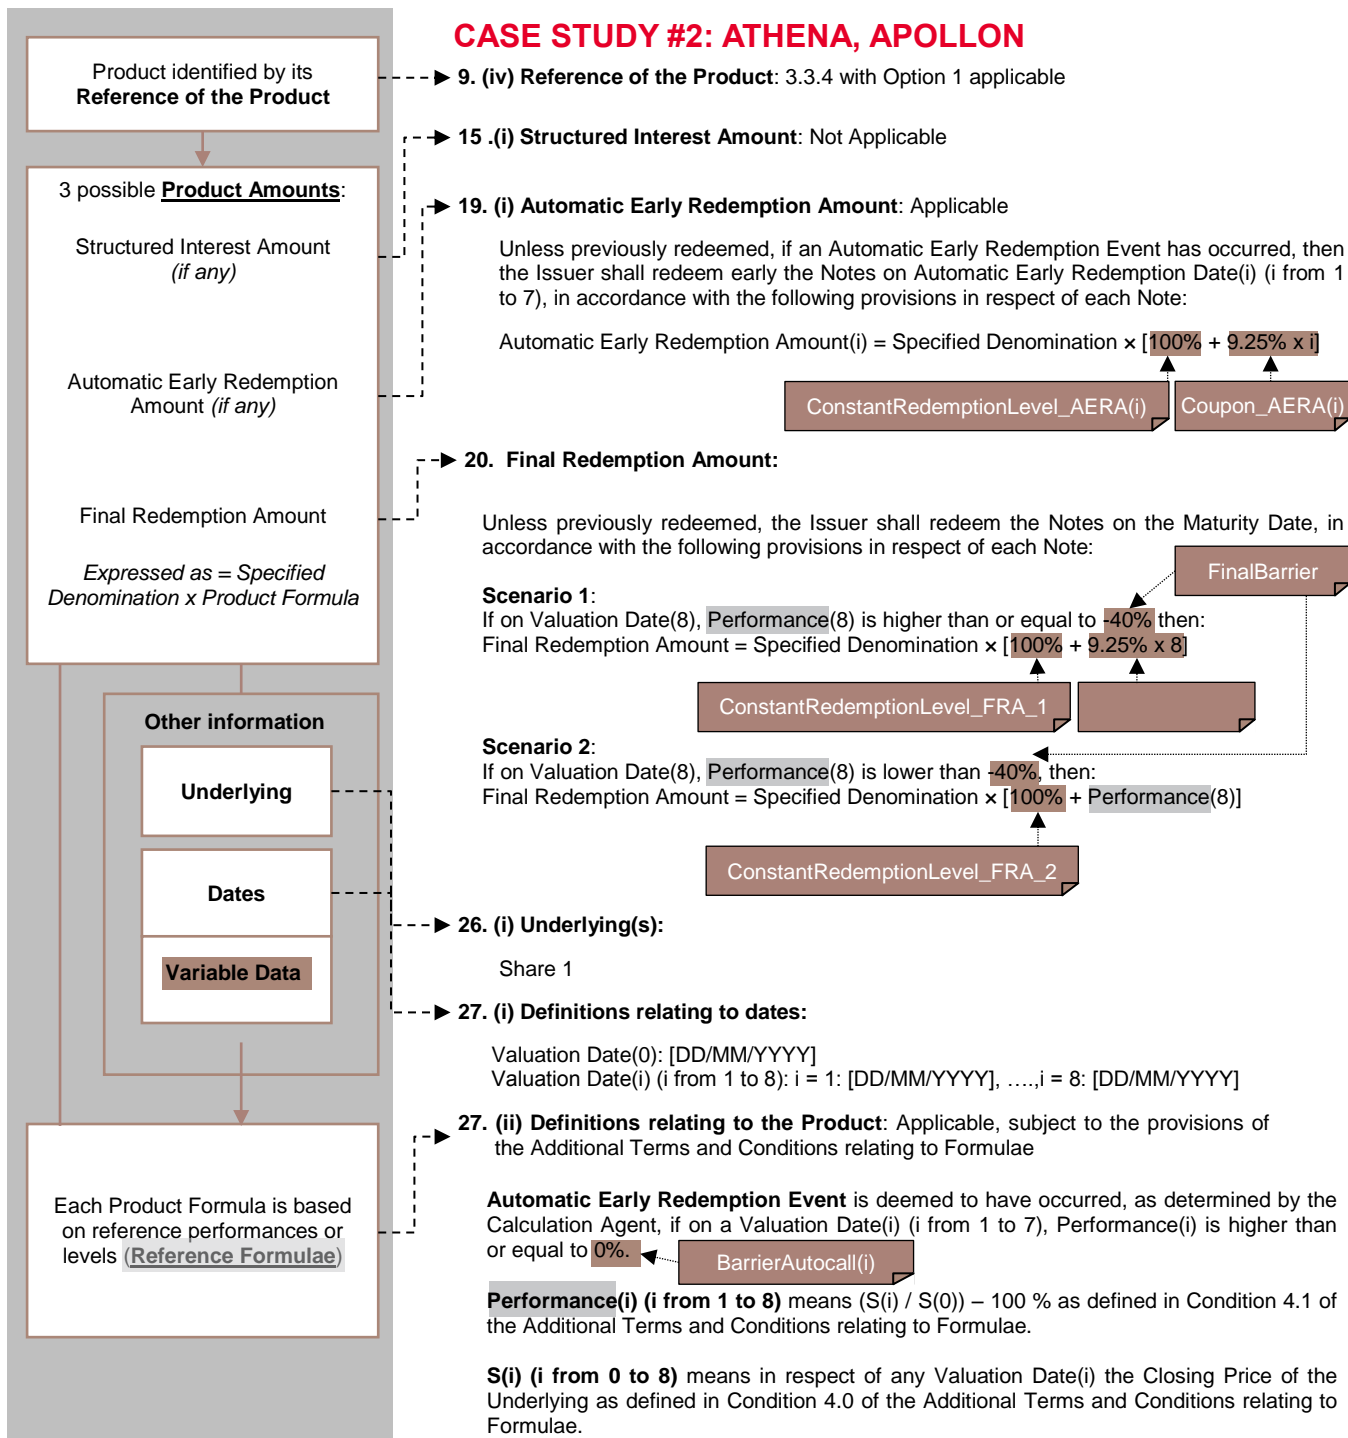 CASE STUDY #2: ATHENA, APOLLON
Product identified by its
Reference of the Product
3 possible Product Amounts:
Structured Interest Amount
(if any)
Automatic Early Redemption
Amount (if any)
Final Redemption Amount
Expressed as = Specified
Denomination x Product Formula
Other information
Underlying
Dates
Variable Data
Each Product Formula is based
on reference performances or
levels (Reference Formulae)
9. (iv) Reference of the Product: 3.3.4 with Option 1 applicable
15 .(i) Structured Interest Amount: Not Applicable
19. (i) Automatic Early Redemption Amount: Applicable
Unless previously redeemed, if an Automatic Early Redemption Event has occurred, then
the Issuer shall redeem early the Notes on Automatic Early Redemption Date(i) (i from 1
to 7), in accordance with the following provisions in respect of each Note:
Automatic Early Redemption Amount(i) = Specified Denomination × [100% + 9.25% x i]
ConstantRedemptionLevel_AERA(i)
Coupon_AERA(i)
20. Final Redemption Amount:
Unless previously redeemed, the Issuer shall redeem the Notes on the Maturity Date, in
accordance with the following provisions in respect of each Note:
FinalBarrier
Scenario 1:
If on Valuation Date(8), Performance(8) is higher than or equal to -40% then:
Final Redemption Amount = Specified Denomination × [100% + 9.25% x 8]
ConstantRedemptionLevel_FRA_1
Scenario 2:
If on Valuation Date(8), Performance(8) is lower than -40%, then:
Final Redemption Amount = Specified Denomination × [100% + Performance(8)]
ConstantRedemptionLevel_FRA_2
26. (i) Underlying(s):
Share 1
27. (i) Definitions relating to dates:
Valuation Date(0): [DD/MM/YYYY]
Valuation Date(i) (i from 1 to 8): i = 1: [DD/MM/YYYY], ….,i = 8: [DD/MM/YYYY]
27. (ii) Definitions relating to the Product: Applicable, subject to the provisions of
the Additional Terms and Conditions relating to Formulae
Automatic Early Redemption Event is deemed to have occurred, as determined by the
Calculation Agent, if on a Valuation Date(i) (i from 1 to 7), Performance(i) is higher than
or equal to 0%.
BarrierAutocall(i)
Performance(i) (i from 1 to 8) means (S(i) / S(0)) – 100 % as defined in Condition 4.1 of
the Additional Terms and Conditions relating to Formulae.
S(i) (i from 0 to 8) means in respect of any Valuation Date(i) the Closing Price of the
Underlying as defined in Condition 4.0 of the Additional Terms and Conditions relating to
Formulae.